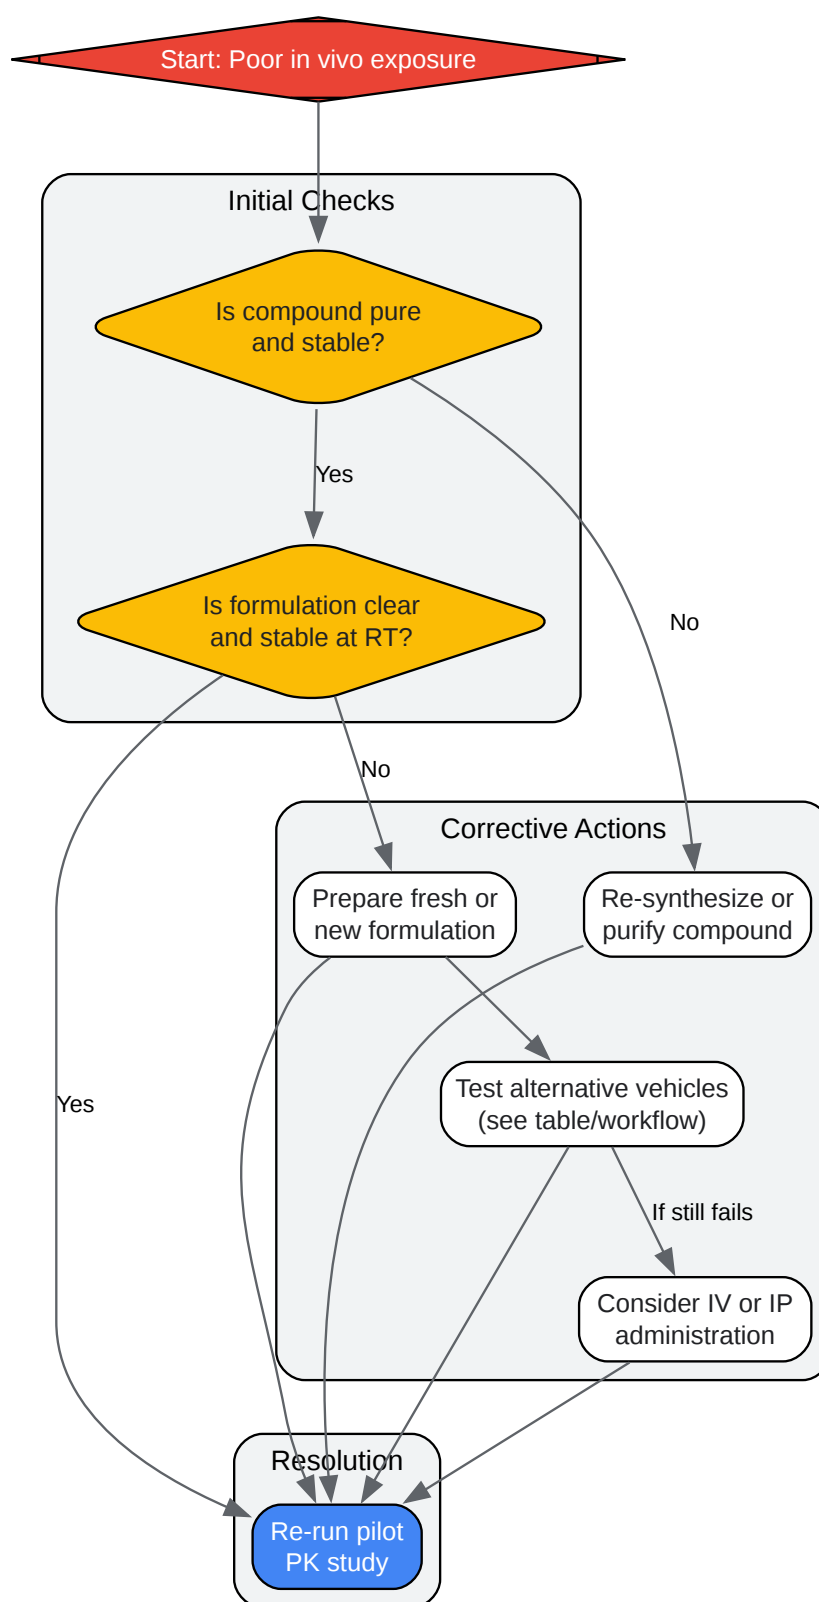 Start: Poor in vivo exposure
Initial Checks
Is compound pure
and stable?
Yes
Is formulation clear
and stable at RT?
No
No
Corrective Actions
Prepare fresh or
new formulation
Re-synthesize or
purify compound
Test alternative vehicles
(see table/workflow)
Yes
If still fails
Consider IV or IP
administration
Resolution
Re-run pilot
PK study